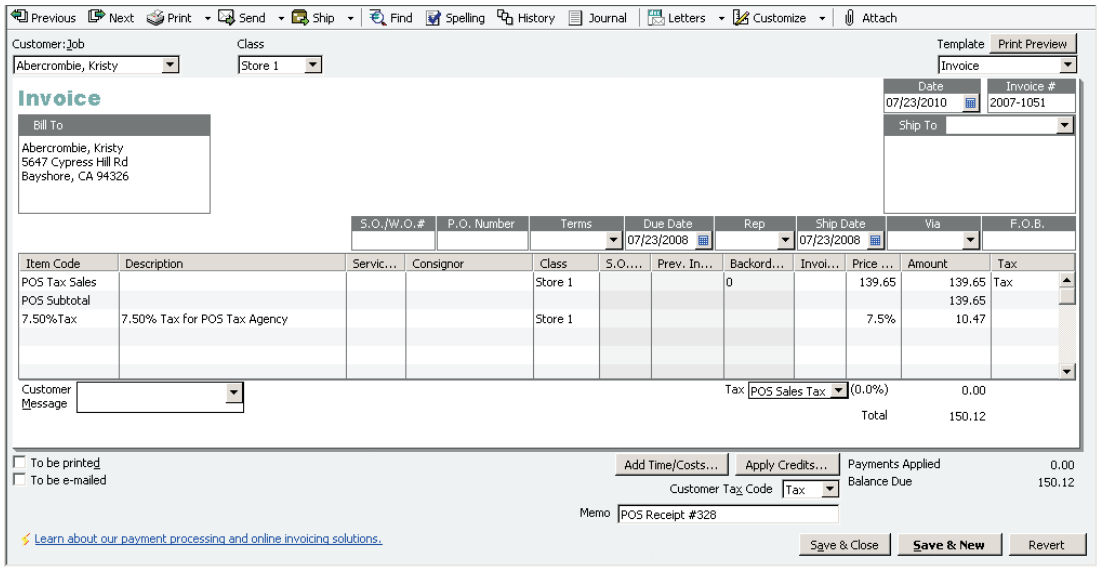 Previous Next Print Send Ship Find Spelling History Journal Letters Customize Attach
Customer:Job Class Template Print Preview
Abercrombie, Kristy Store 1 Invoice
Invoice Date Invoice #
07/23/2010 2007-1051
Bill To Ship To
Abercrombie, Kristy
5647 Cypress Hill Rd
Bayshore, CA 94326
S.O./W.O.# P.O. Number Terms Due Date Rep Ship Date Via F.O.B.
07/23/2008 07/23/2008
Item Code Description Servic... Consignor Class S.O.... Prev. In... Backord... Invoi... Price ... Amount Tax
POS Tax Sales Store 1 0 139.65 139.65 Tax
POS Subtotal 139.65
7.50%Tax 7.50% Tax for POS Tax Agency Store 1 7.5% 10.47
Customer Message Tax POS Sales Tax (0.0%) 0.00
Total 150.12
To be printed Add Time/Costs... Apply Credits... Payments Applied 0.00
To be e-mailed Customer Tax Code Tax Balance Due 150.12
Memo POS Receipt #328
Learn about our payment processing and online invoicing solutions. Save & Close Save & New Revert